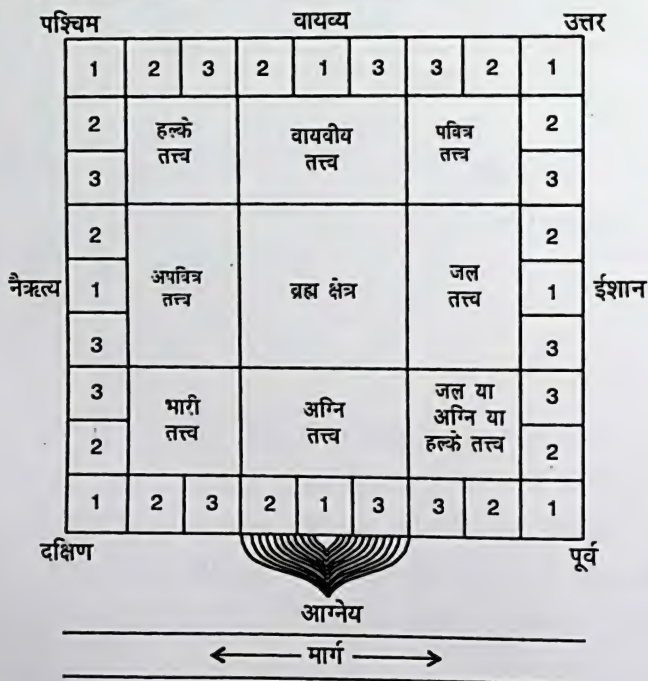 पश्चिम वायव्य उत्तर
1 2 3 2 1 3 3 2 1
2 हल्के वायवीय पवित्र 2
तत्त्व तत्त्व तत्त्व
3 3
2 2
नैऋत्य 1 अपवित्र ब्रह्म क्षेत्र जल 1 ईशान
तत्त्व तत्त्व
3 3
3 भारी अग्नि जल या 3
तत्त्व तत्त्व अग्नि या
2 हल्के तत्त्व 2
1 2 3 2 1 3 3 2 1
दक्षिण पूर्व
आग्नेय
मार्ग